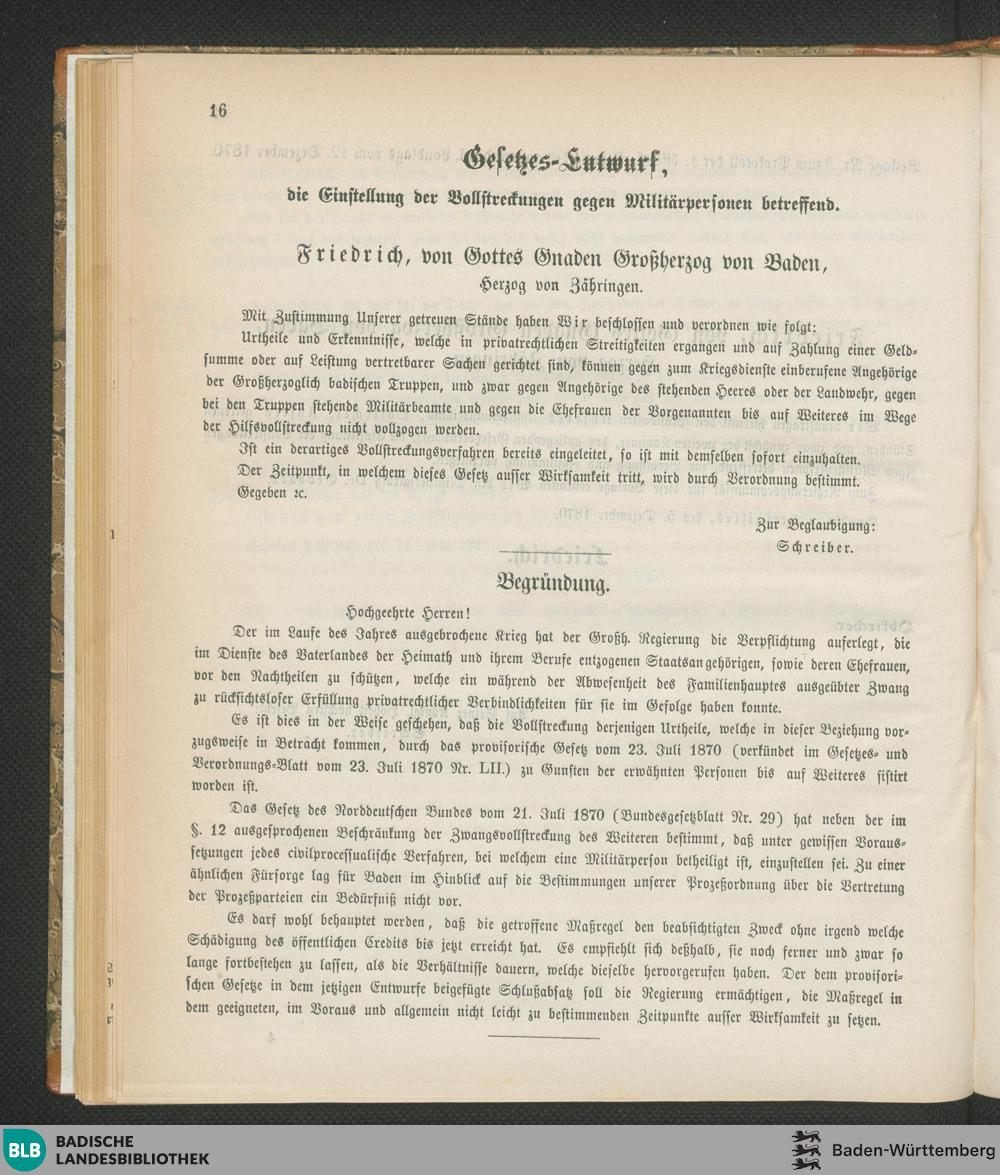 16
Gesetzes-Entwurf,
die Einstellung der Vollstreckungen gegen Militärpersonen betreffend.
Friedrich, von Gottes Gnaden Großherzog von Baden,
Herzog von Zähringen.
Mit Zustimmung Unserer getreuen Stände haben Wir beschlossen und verordnen wie folgt:
Urtheile und Erkenntnisse, welche in privatrechtlichen Streitigkeiten ergangen und auf Zahlung einer Geld-
summe oder auf Leistung vertretbarer Sachen gerichtet sind, können gegen zum Kriegsdienste einberufene Angehörige
der Großherzoglich badischen Truppen, und zwar gegen Angehörige des stehenden Heeres oder der Landwehr, gegen
bei den Truppen stehende Militärbeamte und gegen die Ehefrauen der Vorgenannten bis auf Weiteres im Wege
der Hilfsvollstreckung nicht vollzogen werden.
Ist ein derartiges Vollstreckungsverfahren bereits eingeleitet, so ist mit demselben sofort einzuhalten.
Der Zeitpunkt, in welchem dieses Gesetz ausser Wirksamkeit tritt, wird durch Verordnung bestimmt.
Gegeben ꝛc.
Zur Beglaubigung:
Schreiber.
Begründung.
Hochgeehrte Herren!
Der im Laufe des Jahres ausgebrochene Krieg hat der Großh. Regierung die Verpflichtung auferlegt, die
im Dienste des Vaterlandes der Heimath und ihrem Berufe entzogenen Staatsangehörigen, sowie deren Ehefrauen,
vor den Nachtheilen zu schützen, welche ein während der Abwesenheit des Familienhauptes ausgeübter Zwang
zu rücksichtsloser Erfüllung privatrechtlicher Verbindlichkeiten für sie im Gefolge haben konnte.
Es ist dies in der Weise geschehen, daß die Vollstreckung derjenigen Urtheile, welche in dieser Beziehung vor-
zugsweise in Betracht kommen, durch das provisorische Gesetz vom 23. Juli 1870 (verkündet im Gesetzes- und
Verordnungs-Blatt vom 23. Juli 1870 Nr. LII.) zu Gunsten der erwähnten Personen bis auf Weiteres sistirt
worden ist.
Das Gesetz des Norddeutschen Bundes vom 21. Juli 1870 (Bundesgesetzblatt Nr. 29) hat neben der im
§. 12 ausgesprochenen Beschränkung der Zwangsvollstreckung des Weiteren bestimmt, daß unter gewissen Voraus-
setzungen jedes civilprocessualische Verfahren, bei welchem eine Militärperson betheiligt ist, einzustellen sei. Zu einer
ähnlichen Fürsorge lag für Baden im Hinblick auf die Bestimmungen unserer Prozeßordnung über die Vertretung
der Prozeßparteien ein Bedürfniß nicht vor.
Es darf wohl behauptet werden, daß die getroffene Maßregel den beabsichtigten Zweck ohne irgend welche
Schädigung des öffentlichen Credits bis jetzt erreicht hat. Es empfiehlt sich deßhalb, sie noch ferner und zwar so
lange fortbestehen zu lassen, als die Verhältnisse dauern, welche dieselbe hervorgerufen haben. Der dem provisori-
schen Gesetze in dem jetzigen Entwurfe beigefügte Schlußabsatz soll die Regierung ermächtigen, die Maßregel in
dem geeigneten, im Voraus und allgemein nicht leicht zu bestimmenden Zeitpunkte ausser Wirksamkeit zu setzen.
BLB BADISCHE
LANDESBIBLIOTHEK
Baden-Württemberg